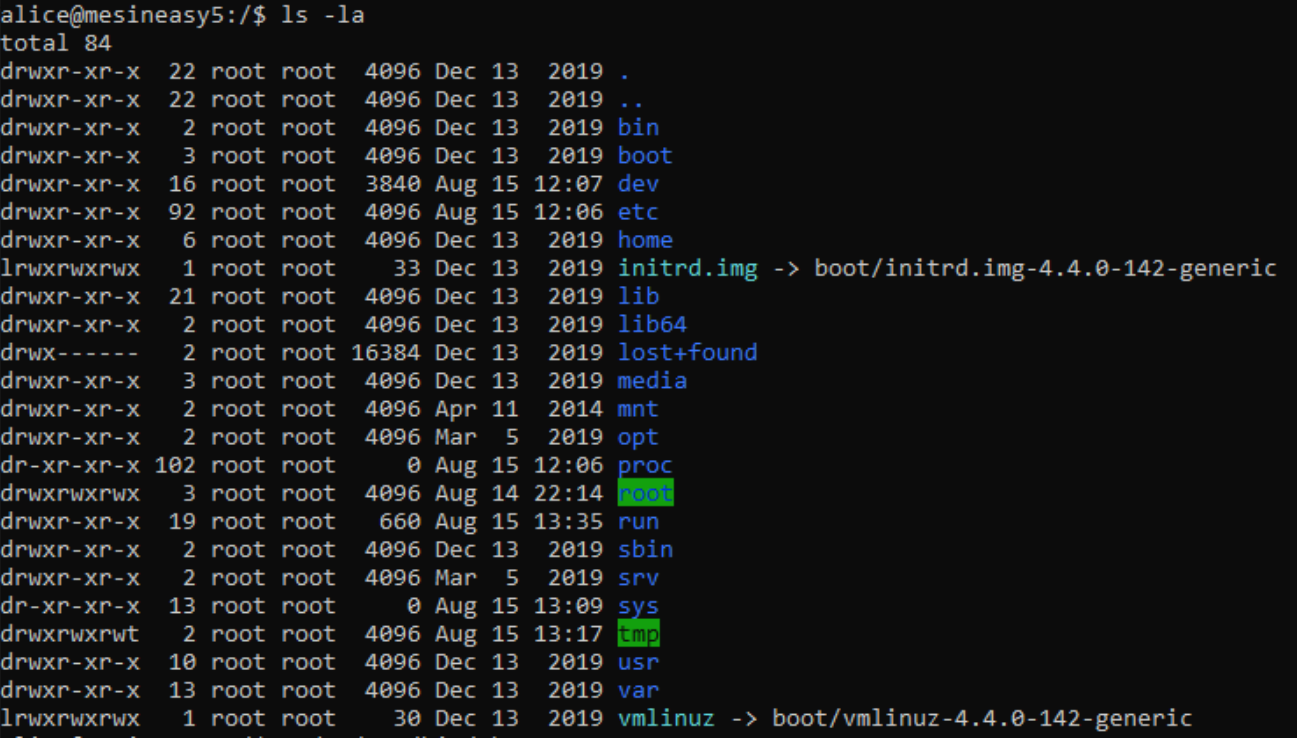 alice@mesineasy5:/$ ls -la
total 84
drwxr-xr-x  22 root root  4096 Dec 13  2019 .
drwxr-xr-x  22 root root  4096 Dec 13  2019 ..
drwxr-xr-x   2 root root  4096 Dec 13  2019 bin
drwxr-xr-x   3 root root  4096 Dec 13  2019 boot
drwxr-xr-x  16 root root  3840 Aug 15 12:07 dev
drwxr-xr-x  92 root root  4096 Aug 15 12:06 etc
drwxr-xr-x   6 root root  4096 Dec 13  2019 home
lrwxrwxrwx   1 root root    33 Dec 13  2019 initrd.img -> boot/initrd.img-4.4.0-142-generic
drwxr-xr-x  21 root root  4096 Dec 13  2019 lib
drwxr-xr-x   2 root root  4096 Dec 13  2019 lib64
drwx------   2 root root 16384 Dec 13  2019 lost+found
drwxr-xr-x   3 root root  4096 Dec 13  2019 media
drwxr-xr-x   2 root root  4096 Apr 11  2014 mnt
drwxr-xr-x   2 root root  4096 Mar  5  2019 opt
dr-xr-xr-x 102 root root     0 Aug 15 12:06 proc
drwxrwxrwx   3 root root  4096 Aug 14 22:14 root
drwxr-xr-x  19 root root   660 Aug 15 13:35 run
drwxr-xr-x   2 root root  4096 Dec 13  2019 sbin
drwxr-xr-x   2 root root  4096 Mar  5  2019 srv
dr-xr-xr-x  13 root root     0 Aug 15 13:09 sys
drwxrwxrwt   2 root root  4096 Aug 15 13:17 tmp
drwxr-xr-x  10 root root  4096 Dec 13  2019 usr
drwxr-xr-x  13 root root  4096 Dec 13  2019 var
lrwxrwxrwx   1 root root    30 Dec 13  2019 vmlinuz -> boot/vmlinuz-4.4.0-142-generic